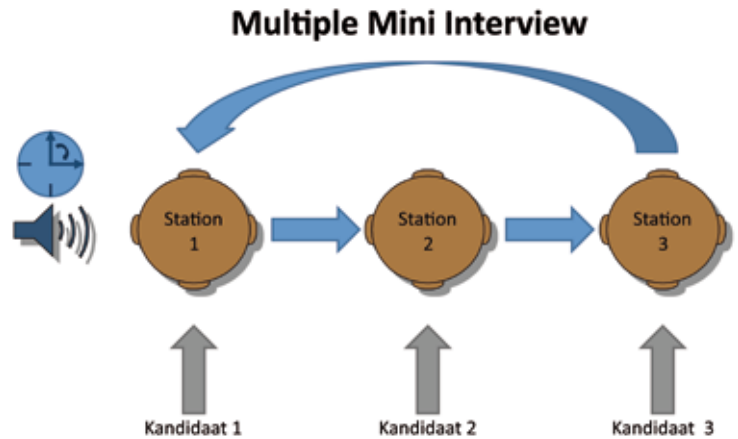 Multiple Mini Interview
Station
1
Station
2
Station
3
Kandidaat 1
Kandidaat 2
Kandidaat 3